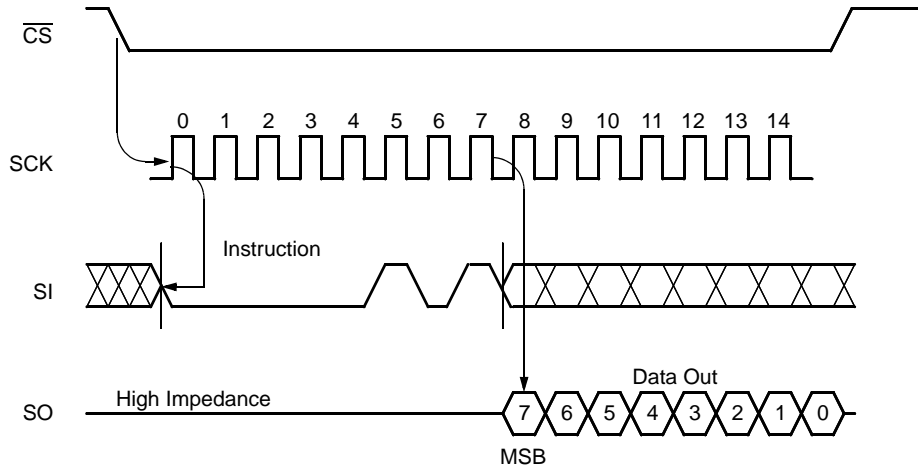 CS
0 1 2 3 4 5 6 7 8 9 10 11 12 13 14
SCK
Instruction
SI
Data Out
High Impedance
SO
7 6 5 4 3 2 1 0
MSB